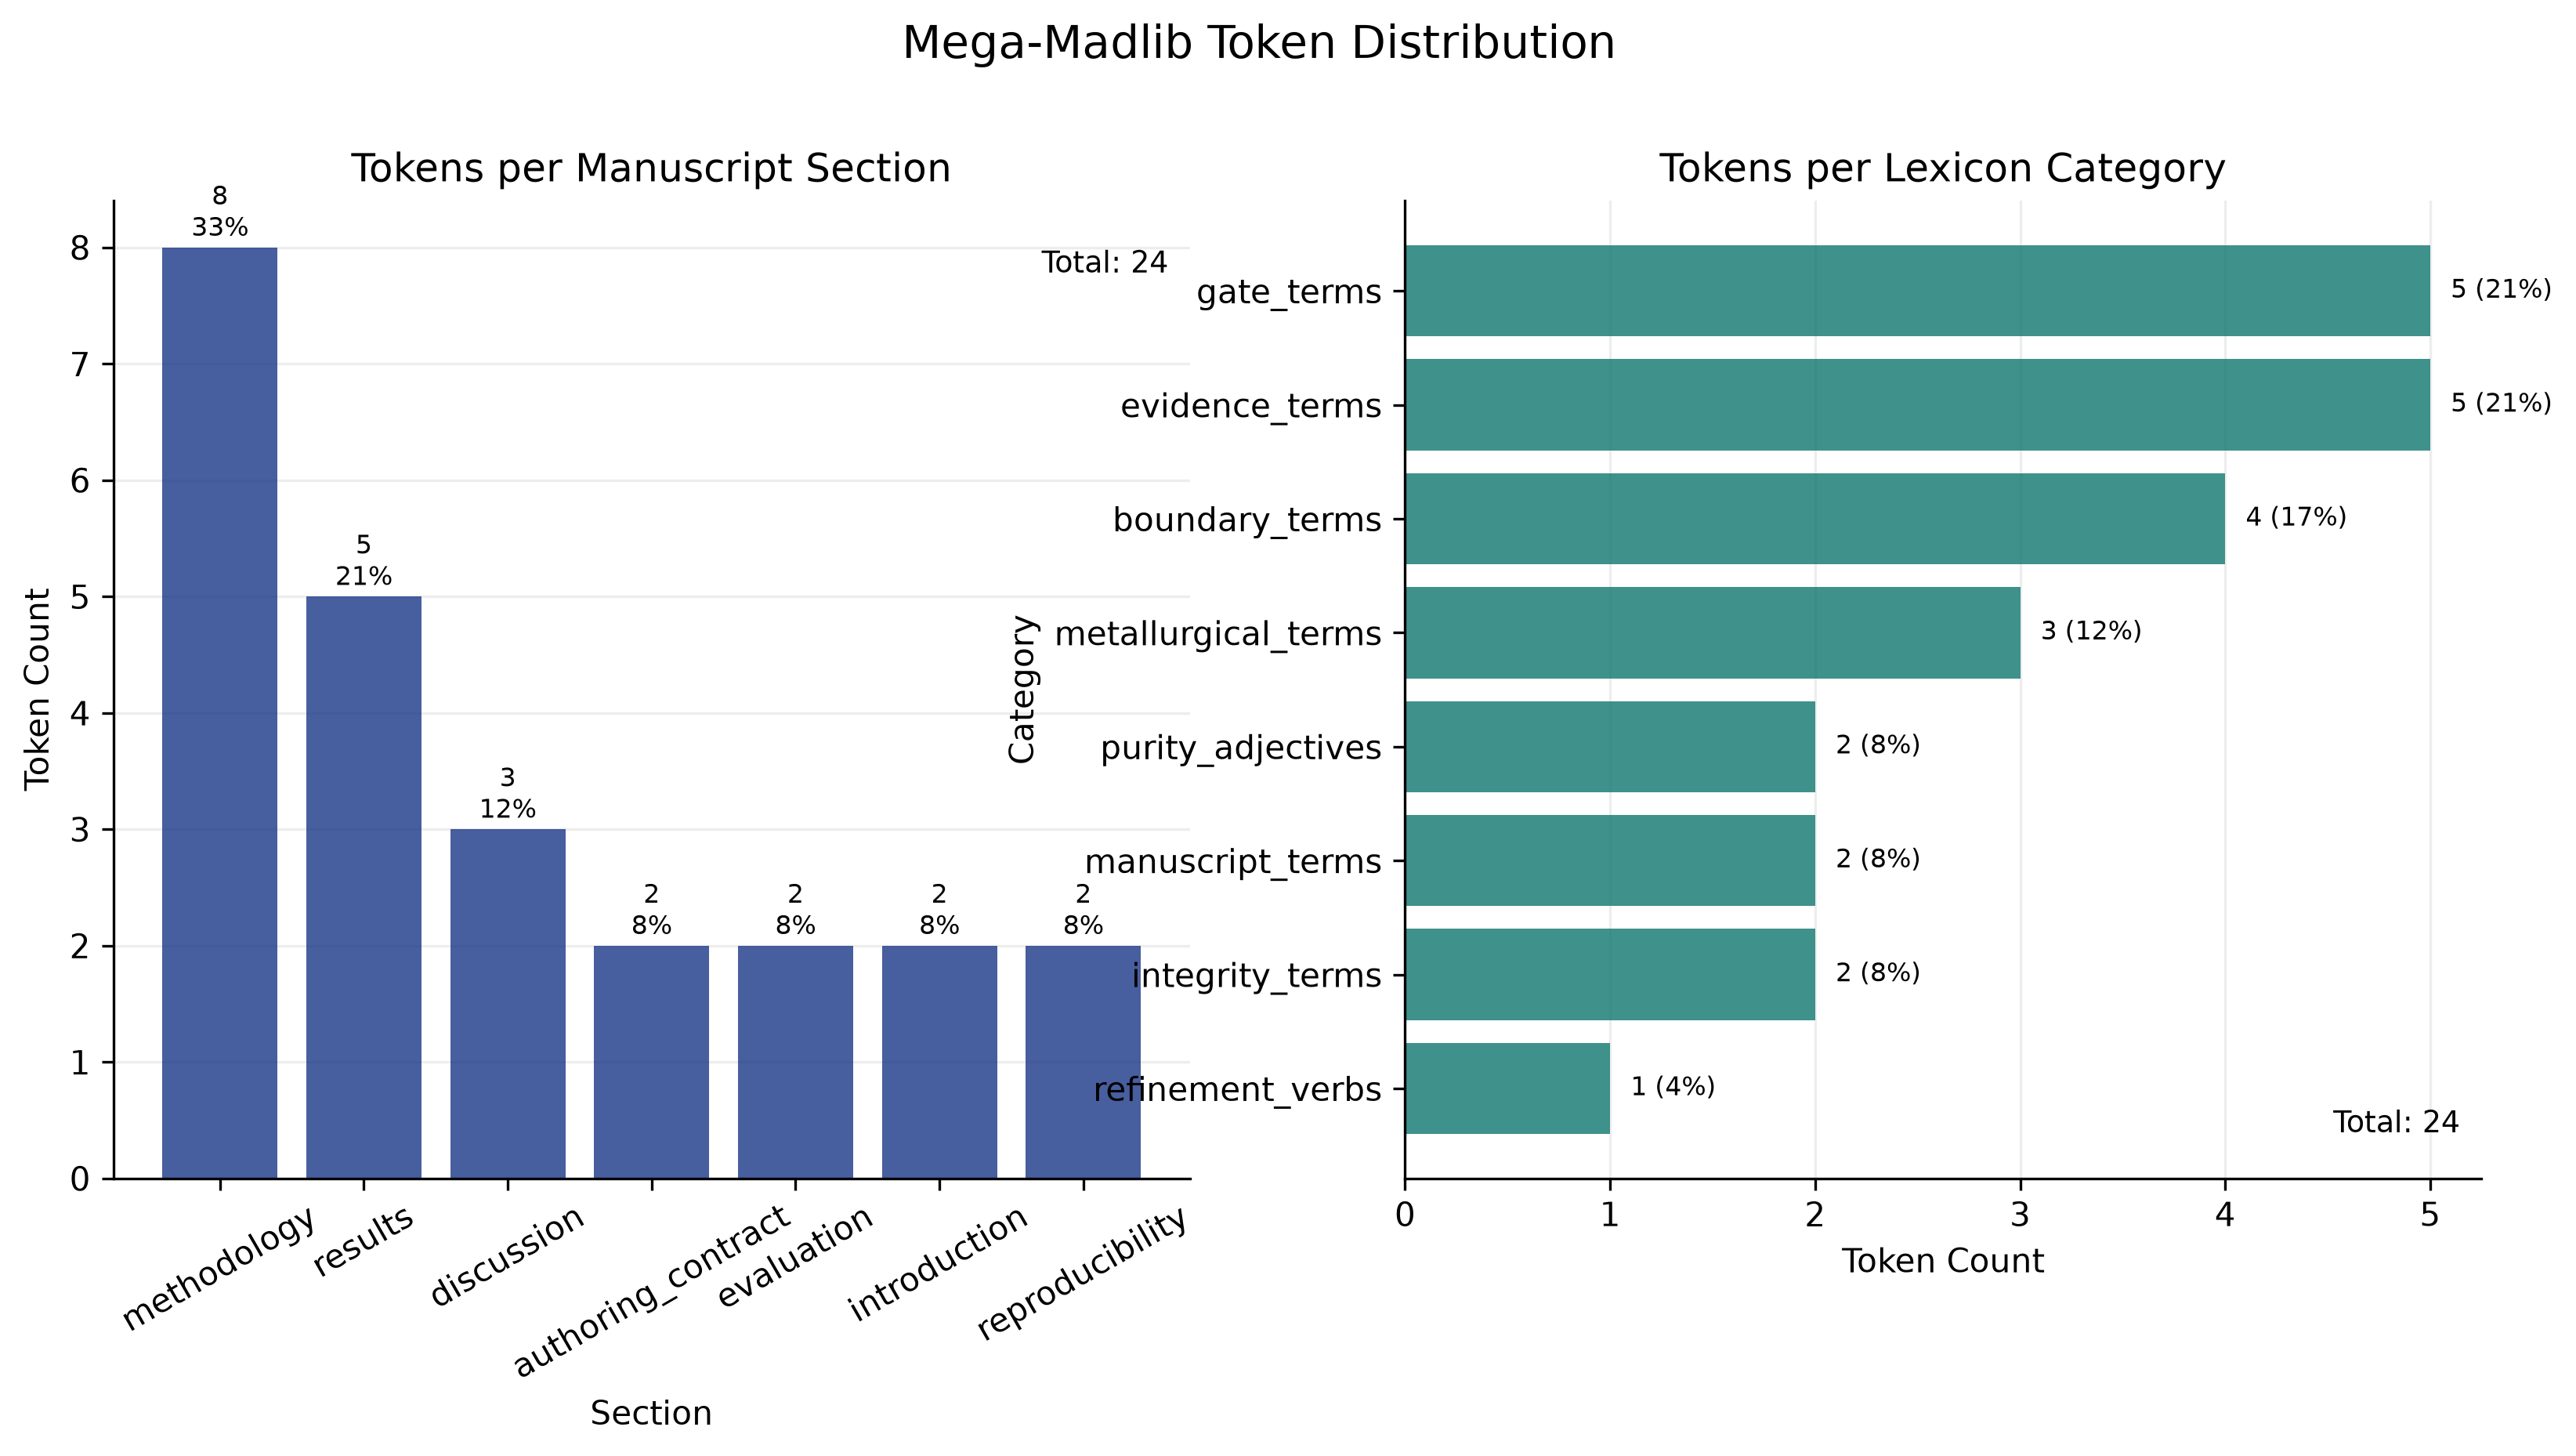 Mega-Madlib Token Distribution
Tokens per Manuscript Section
Token Count
8
7
6
5
4
3
2
1
0
8
33%
5
21%
3
12%
2
8%
2
8%
2
8%
2
8%
Total: 24
methodology
results
discussion
authoring_contract
evaluation
introduction
reproducibility
Section
Tokens per Lexicon Category
Category
gate_terms
5 (21%)
evidence_terms
5 (21%)
boundary_terms
4 (17%)
metallurgical_terms
3 (12%)
purity_adjectives
2 (8%)
manuscript_terms
2 (8%)
integrity_terms
2 (8%)
refinement_verbs
1 (4%)
Total: 24
0 1 2 3 4 5
Token Count